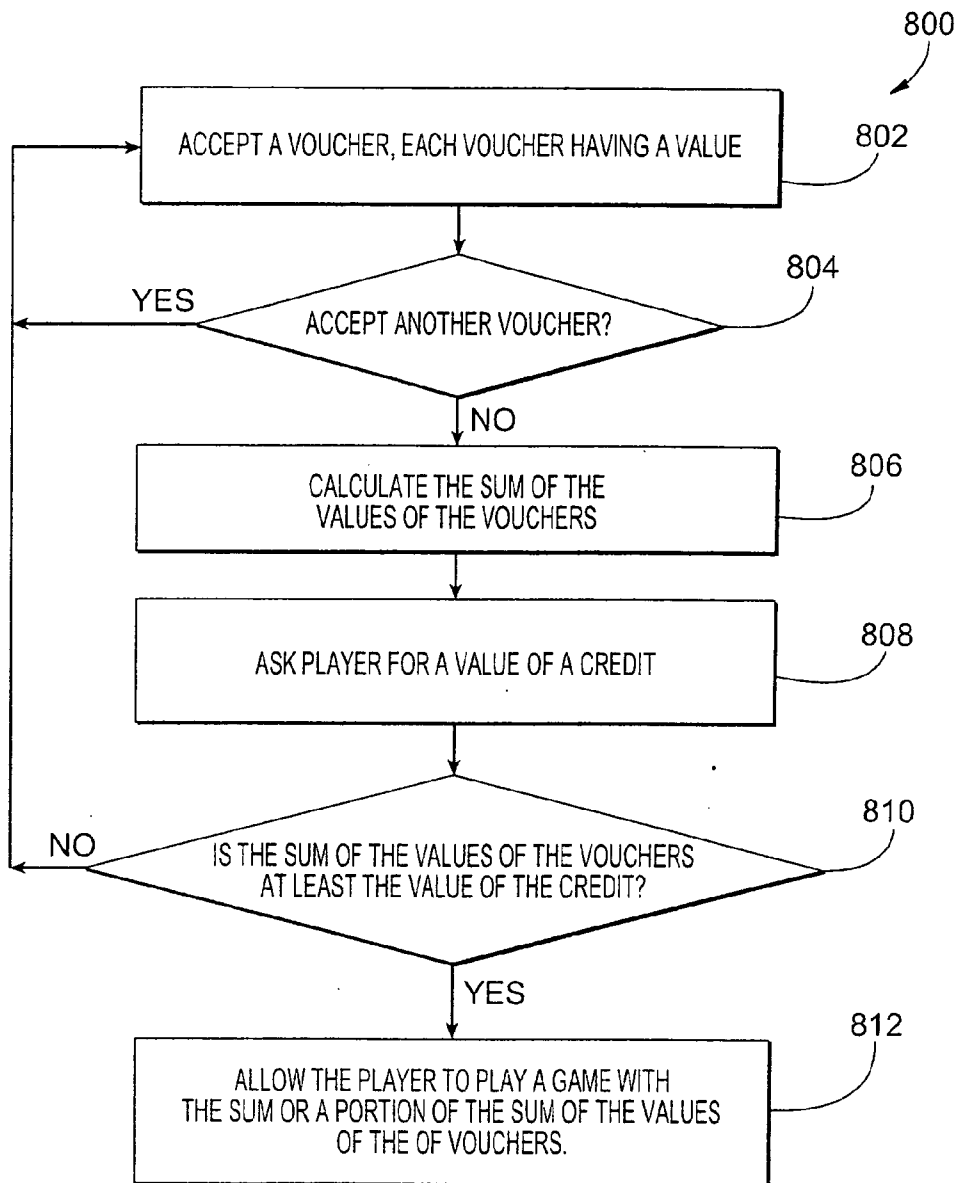 800
ACCEPT A VOUCHER, EACH VOUCHER HAVING A VALUE
802
804
YES
ACCEPT ANOTHER VOUCHER?
NO
806
CALCULATE THE SUM OF THE
VALUES OF THE VOUCHERS
808
ASK PLAYER FOR A VALUE OF A CREDIT
810
NO
IS THE SUM OF THE VALUES OF THE VOUCHERS
AT LEAST THE VALUE OF THE CREDIT?
YES
812
ALLOW THE PLAYER TO PLAY A GAME WITH
THE SUM OR A PORTION OF THE SUM OF THE VALUES
OF THE OF VOUCHERS.